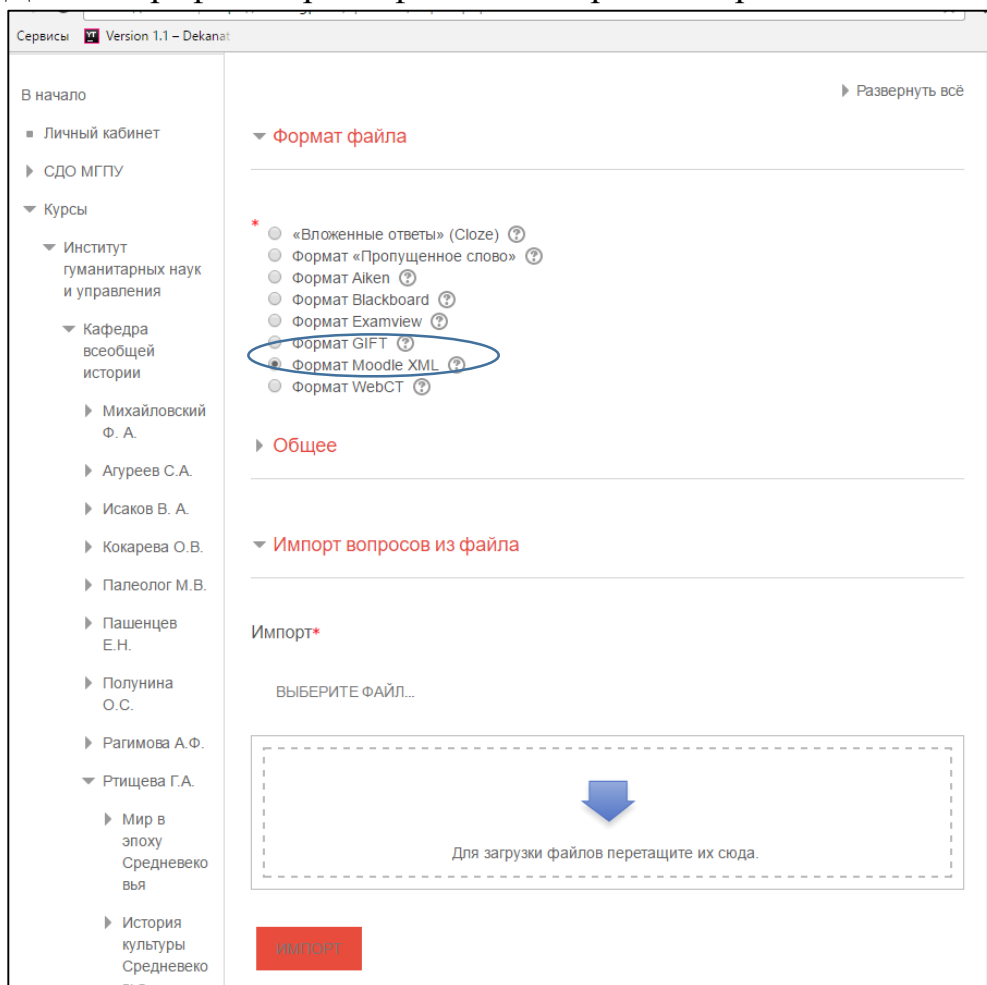 Сервисы Version 1.1 – Dekanat
В начало
Личный кабинет
СДО МГПУ
Курсы
Институт
гуманитарных наук
и управления
Кафедра
всеобщей
истории
Михайловский
Ф. А.
Агуреев С.А.
Исаков В. А.
Кокарева О.В.
Палеолог М.В.
Пашенцев
Е.Н.
Полунина
О.С.
Рагимова А.Ф.
Ртищева Г.А.
Мир в
эпоху
Средневеко
вья
История
культуры
Средневеко
Развернуть всё
Формат файла
*
«Вложенные ответы» (Cloze)
Формат «Пропущенное слово»
Формат Aiken
Формат Blackboard
Формат Examview
Формат GIFT
Формат Moodle XML
Формат WebCT
Общее
Импорт вопросов из файла
Импорт*
ВЫБЕРИТЕ ФАЙЛ...
Для загрузки файлов перетащите их сюда.
ИМПОРТ